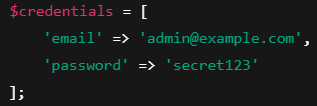 $credentials = [
    'email' => 'admin@example.com',
    'password' => 'secret123'
];